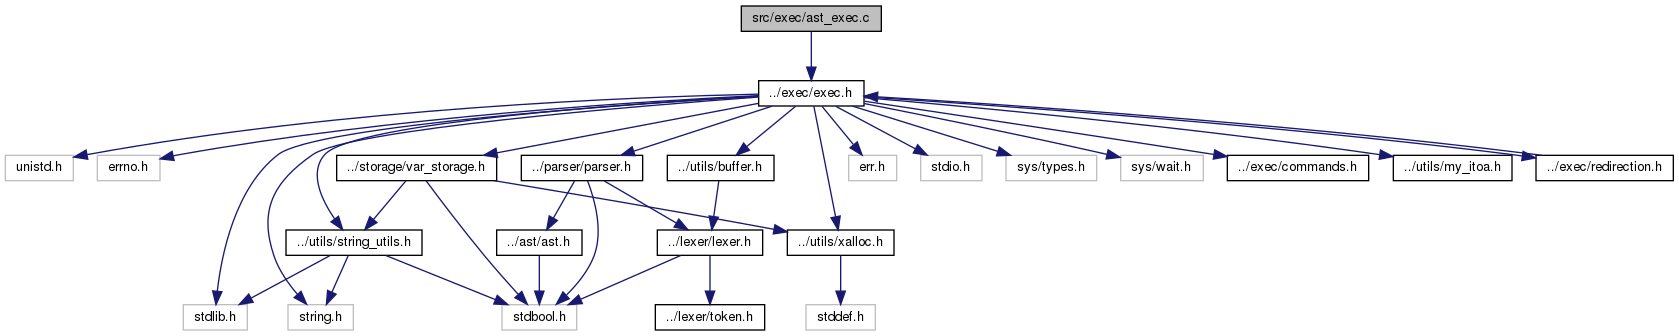 src/exec/ast_exec.c
../exec/exec.h
unistd.h
errno.h
../storage/var_storage.h
../parser/parser.h
../utils/buffer.h
err.h
stdio.h
sys/types.h
sys/wait.h
../exec/commands.h
../utils/my_itoa.h
../exec/redirection.h
../utils/string_utils.h
../ast/ast.h
../lexer/lexer.h
../utils/xalloc.h
stdlib.h
string.h
stdbool.h
../lexer/token.h
stddef.h